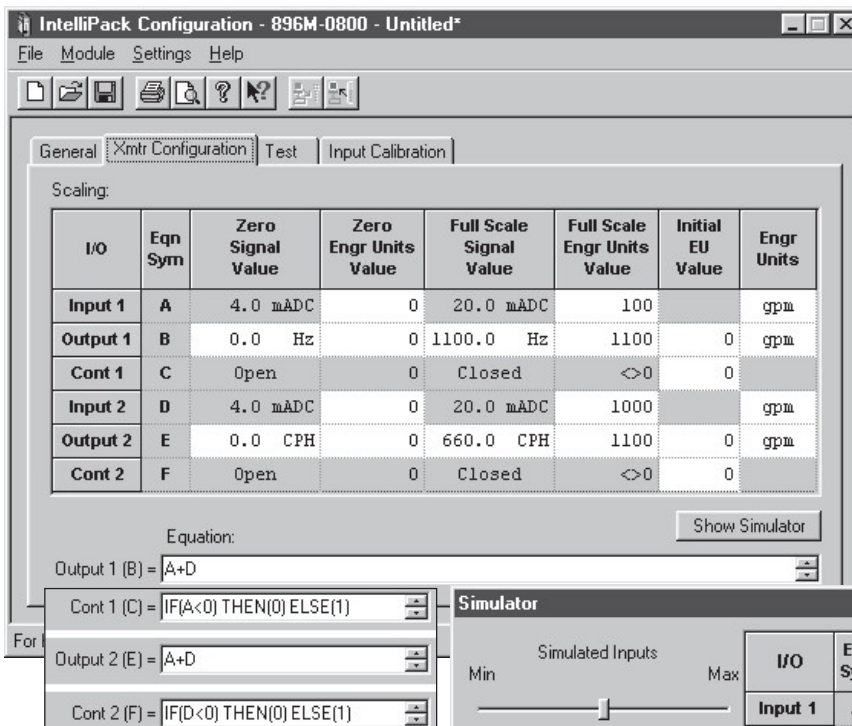 IntelliPack Configuration - 896M-0800 - Untitled*
File Module Settings Help
General Xmtr Configuration Test Input Calibration
Scaling:
I/O Eqn Sym Zero Signal Value Zero Engr Units Value Full Scale Signal Value Full Scale Engr Units Value Initial EU Value Engr Units
Input 1 A 4.0 mADC 0 20.0 mADC 100 gpm
Output 1 B 0.0 Hz 0 1100.0 Hz 1100 0 gpm
Cont 1 C Open 0 Closed <>0 0
Input 2 D 4.0 mADC 0 20.0 mADC 1000 gpm
Output 2 E 0.0 CPH 0 660.0 CPH 1100 0 gpm
Cont 2 F Open 0 Closed <>0 0
Show Simulator
Equation:
Output 1 (B) = A+D
Cont 1 (C) = IF(A<0) THEN(0) ELSE(1)
Output 2 (E) = A+D
Cont 2 (F) = IF(D<0) THEN(0) ELSE(1)
For
Simulator
Simulated Inputs
Min Max
I/O
Input 1